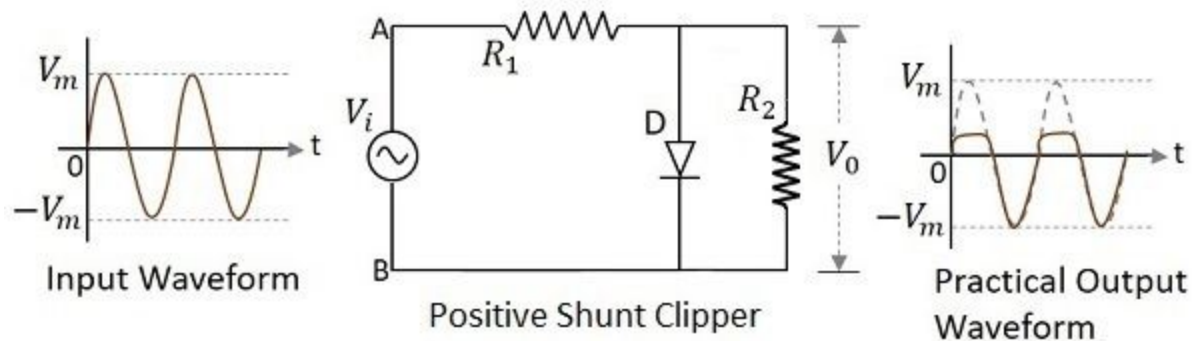 V_m
0
t
−V_m
Input Waveform
A
R_1
V_i
D
R_2
V_0
B
Positive Shunt Clipper
V_m
0
t
−V_m
Practical Output
Waveform